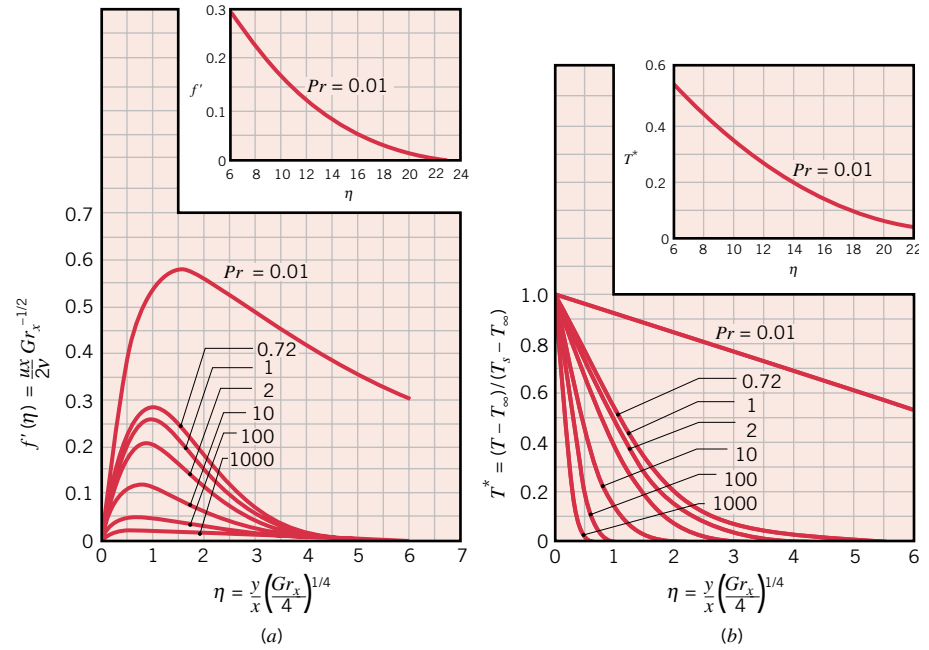 0.3
0.2
f′
0.1
0
Pr = 0.01
6 8 10 12 14 16 18 20 22 24
η
0.7
0.6
0.5
0.4
0.3
0.2
0.1
0
f′(η) = ux/2ν Gr_x^−1/2
Pr = 0.01
0.72
1
2
10
100
1000
0 1 2 3 4 5 6 7
η = y/x (Gr_x/4)^1/4
(a)
0.6
0.4
T*
0.2
0
Pr = 0.01
6 8 10 12 14 16 18 20 22
η
1.0
0.8
0.6
0.4
0.2
0
T* = (T − T∞)/(Ts − T∞)
Pr = 0.01
0.72
1
2
10
100
1000
0 1 2 3 4 5 6
η = y/x (Gr_x/4)^1/4
(b)